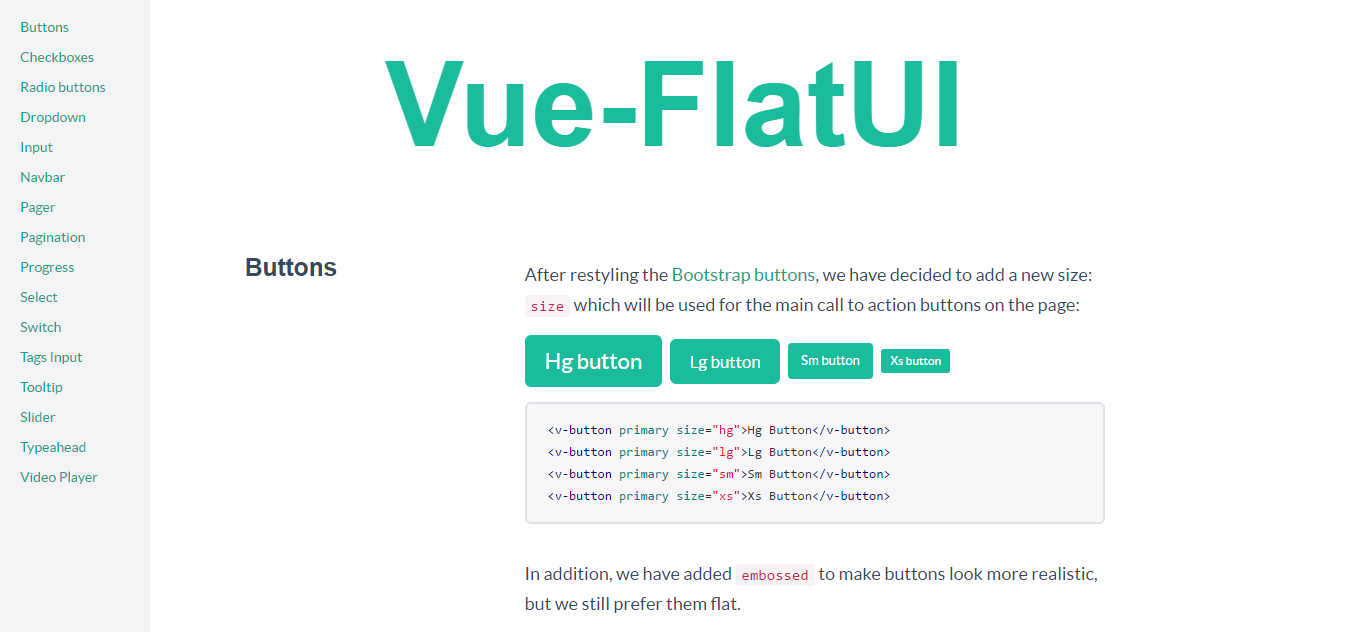 Buttons
Checkboxes
Radio buttons
Dropdown
Input
Navbar
Pager
Pagination
Progress
Select
Switch
Tags Input
Tooltip
Slider
Typeahead
Video Player
Vue-FlatUI
Buttons
After restyling the Bootstrap buttons, we have decided to add a new size:
size which will be used for the main call to action buttons on the page:
Hg button Lg button Sm button Xs button
<v-button primary size="hg">Hg Button</v-button>
<v-button primary size="lg">Lg Button</v-button>
<v-button primary size="sm">Sm Button</v-button>
<v-button primary size="xs">Xs Button</v-button>
In addition, we have added embossed to make buttons look more realistic,
but we still prefer them flat.